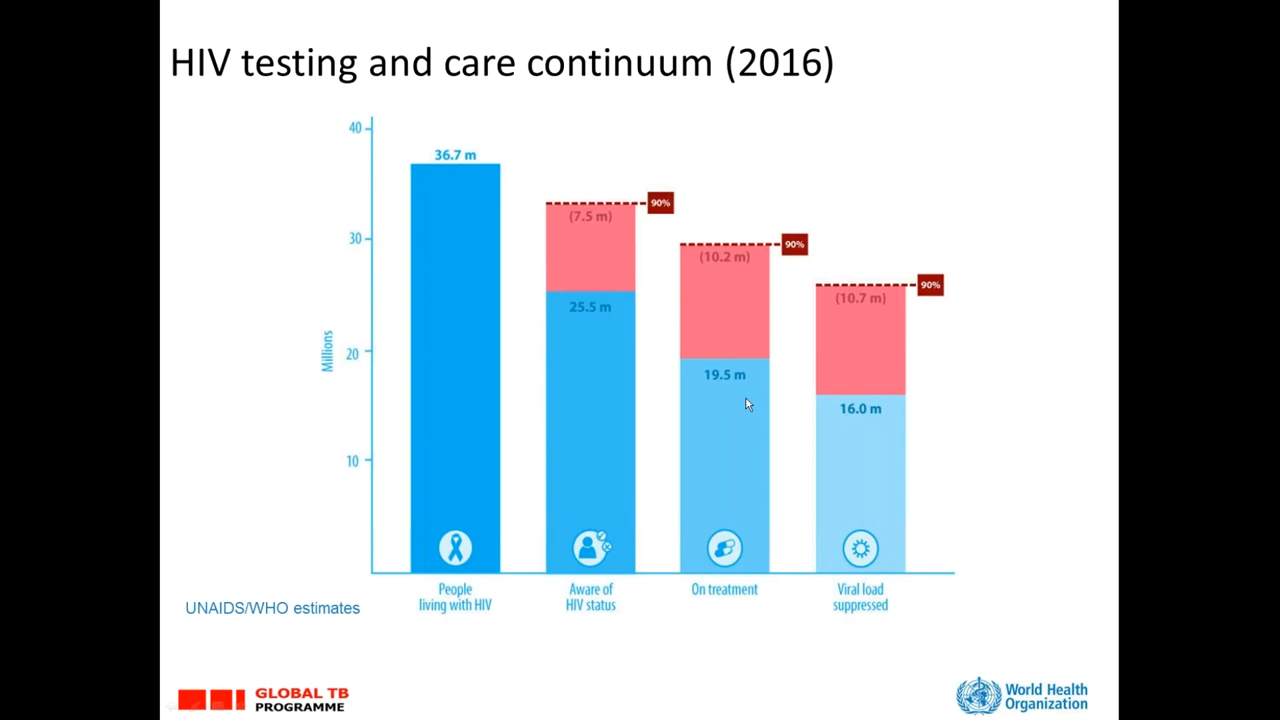 HIV testing and care continuum (2016)
40
36.7 m
90%
(7.5 m)
30
90%
(10.2 m)
90%
(10.7 m)
25.5 m
Millions
20
19.5 m
16.0 m
10
People
living with HIV
Aware of
HIV status
On treatment
Viral load
suppressed
UNAIDS/WHO estimates
GLOBAL TB
PROGRAMME
World Health
Organization